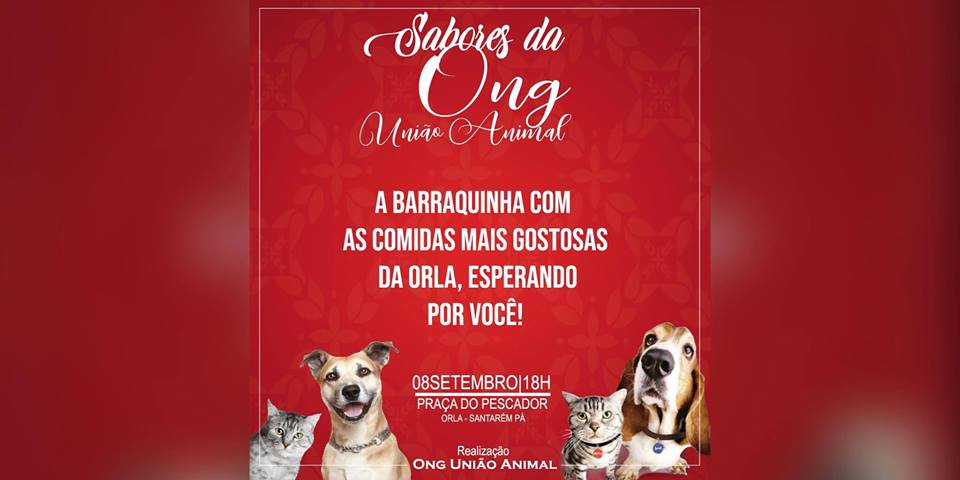 Sabores da
Ong
União Animal
A BARRAQUINHA COM
AS COMIDAS MAIS GOSTOSAS
DA ORLA, ESPERANDO
POR VOCÊ!
08SETEMBRO|18H
PRAÇA DO PESCADOR
ORLA - SANTARÉM PÁ
Realização
ONG UNIÃO ANIMAL